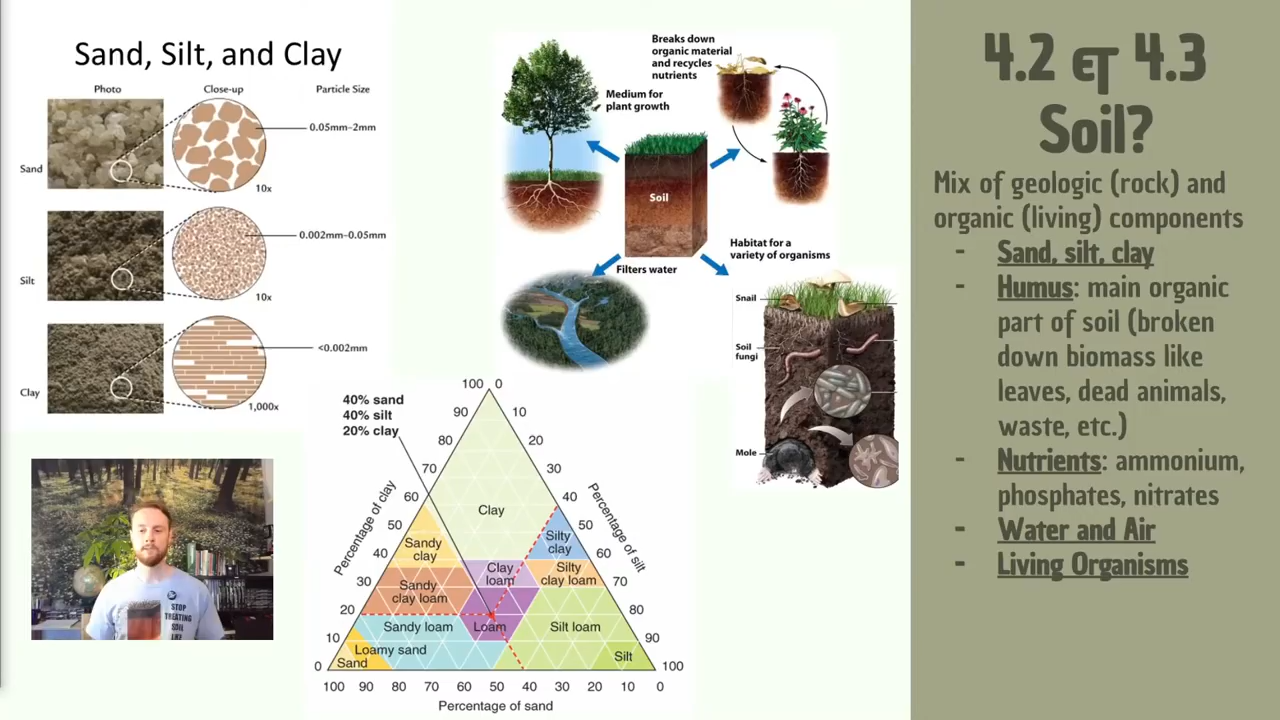 Sand, Silt, and Clay
Photo
Close-up
Particle Size
Sand
10x
0.05mm–2mm
Silt
10x
0.002mm–0.05mm
Clay
1,000x
<0.002mm
Breaks down
organic material
and recycles
nutrients
Medium for
plant growth
Soil
Filters water
Habitat for a
variety of organisms
Snail
Soil
fungi
Mole
40% sand
40% silt
20% clay
100 0
90 10
80 20
70 30
60 40
50 50
40 60
30 70
20 80
10 90
0 100
Percentage of clay
Percentage of silt
Clay
Sandy
clay
Silty
clay
Clay
loam
Silty
clay loam
Sandy
clay loam
Sandy loam
Loam
Silt loam
Loamy sand
Sand
Silt
100 90 80 70 60 50 40 30 20 10 0
Percentage of sand
STOP
TREATING
SOIL
LIKE
4.2 & 4.3
Soil?
Mix of geologic (rock) and
organic (living) components
- Sand, silt, clay
- Humus: main organic
part of soil (broken
down biomass like
leaves, dead animals,
waste, etc.)
- Nutrients: ammonium,
phosphates, nitrates
- Water and Air
- Living Organisms